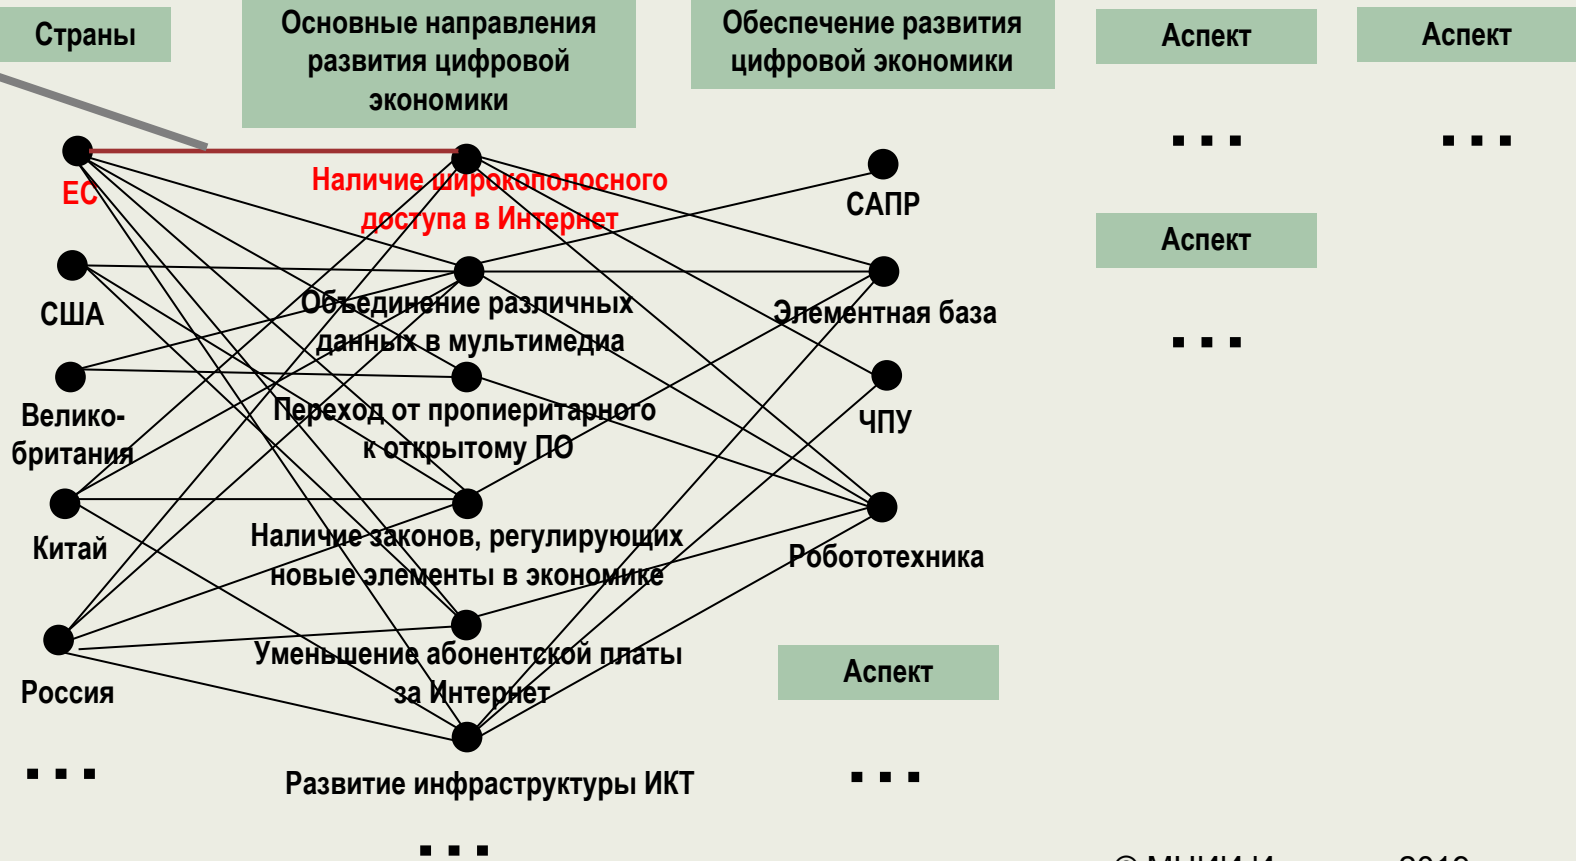 Страны
Основные направления
развития цифровой
экономики
Обеспечение развития
цифровой экономики
Аспект
Аспект
...
...
ЕС
Наличие широкополосного
доступа в Интернет
САПР
Аспект
...
США
Объединение различных
данных в мультимедиа
Элементная база
Велико-
британия
Переход от пропиеритарного
к открытому ПО
ЧПУ
Китай
Наличие законов, регулирующих
новые элементы в экономике
Робототехника
Россия
Уменьшение абонентской платы
за Интернет
Аспект
...
Развитие инфраструктуры ИКТ
...
...